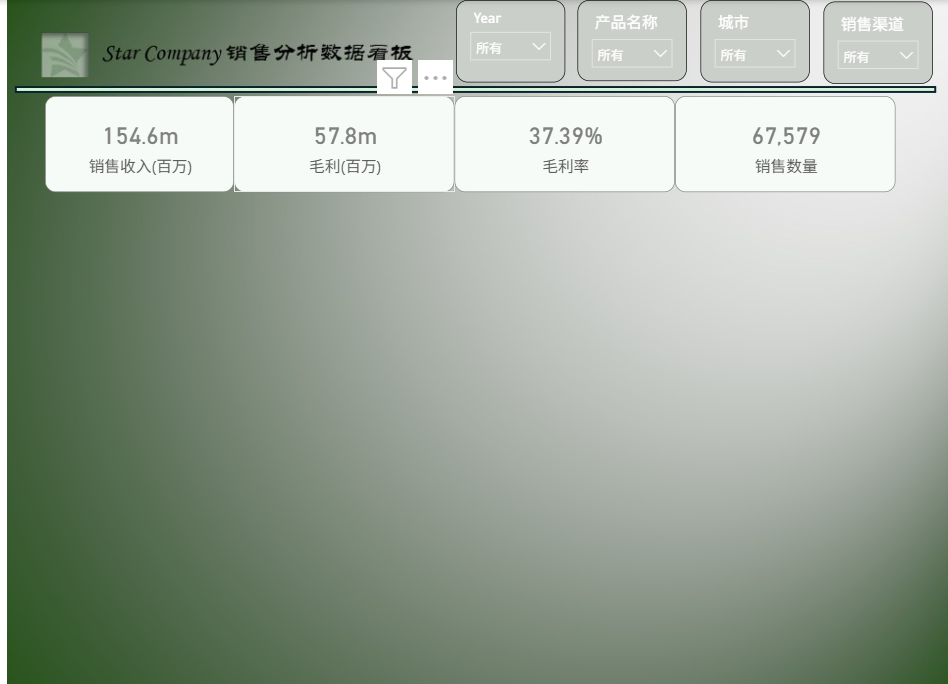 Star Company 销售分析数据看板
Year
所有
产品名称
所有
城市
所有
销售渠道
所有
154.6m
销售收入(百万)
57.8m
毛利(百万)
37.39%
毛利率
67,579
销售数量